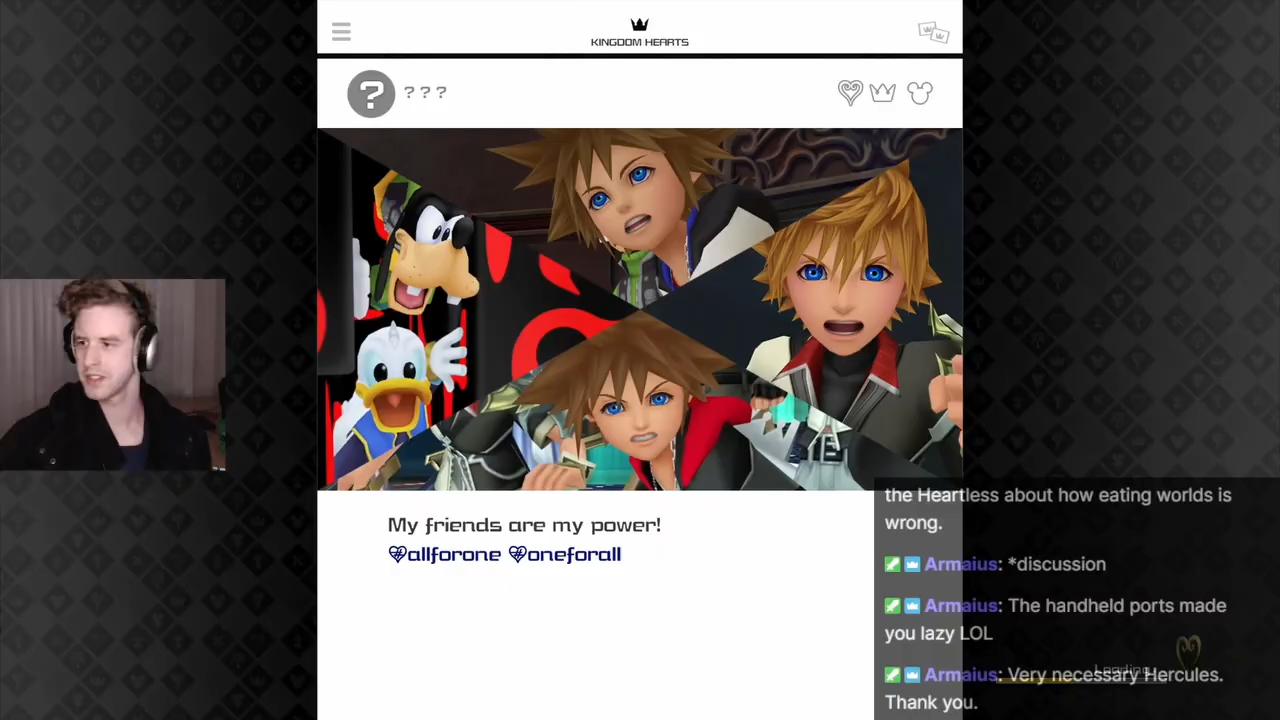 KINGDOM HEARTS
? ? ? ?
My friends are my power!
allforone oneforall
the Heartless about how eating worlds is
wrong.
Armaius: *discussion
Armaius: The handheld ports made
you lazy LOL
Loading...
Armaius: Very necessary Hercules.
Thank you.